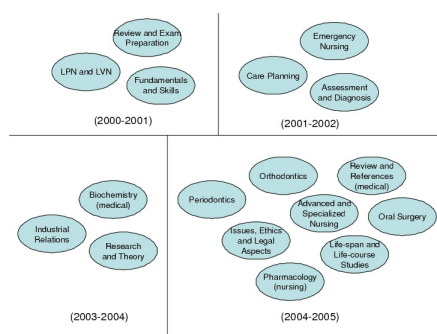 Review and Exam
Preparation
LPN and LVN
Fundamentals
and Skills
(2000-2001)
Emergency
Nursing
Care Planning
Assessment
and Diagnosis
(2001-2002)
Biochemistry
(medical)
Industrial
Relations
Research
and Theory
(2003-2004)
Orthodontics
Review and
References
(medical)
Periodontics
Advanced and
Specialized
Nursing
Oral Surgery
Issues, Ethics
and Legal
Aspects
Life-span and
Life-course
Studies
Pharmacology
(nursing)
(2004-2005)